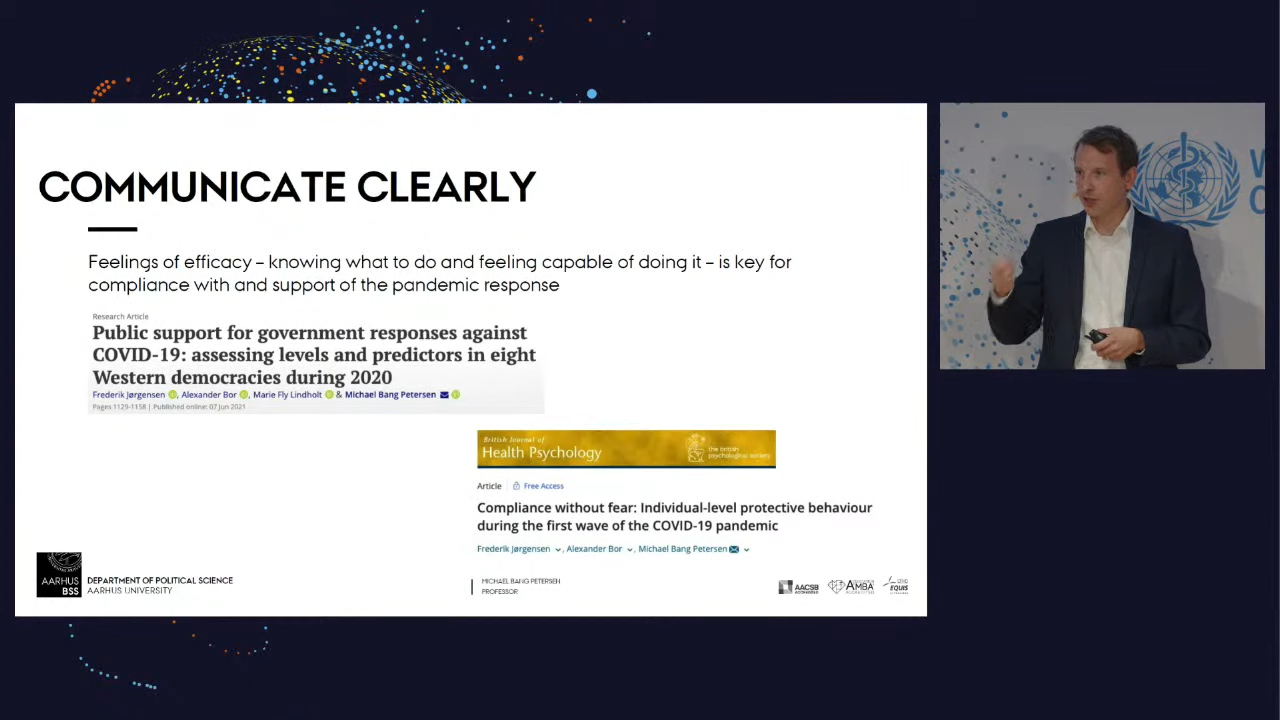 COMMUNICATE CLEARLY
Feelings of efficacy – knowing what to do and feeling capable of doing it – is key for
compliance with and support of the pandemic response
Research Article
Public support for government responses against
COVID-19: assessing levels and predictors in eight
Western democracies during 2020
Frederik Jørgensen, Alexander Bor, Marie Fly Lindholt & Michael Bang Petersen
Pages 1129-1158 | Published online: 07 Jun 2021
British Journal of
Health Psychology
the british
psychological society
Article | Free Access
Compliance without fear: Individual-level protective behaviour
during the first wave of the COVID-19 pandemic
Frederik Jørgensen, Alexander Bor, Michael Bang Petersen
AARHUS
BSS
DEPARTMENT OF POLITICAL SCIENCE
AARHUS UNIVERSITY
MICHAEL BANG PETERSEN
PROFESSOR
AACSB
AMBA
EQUIS